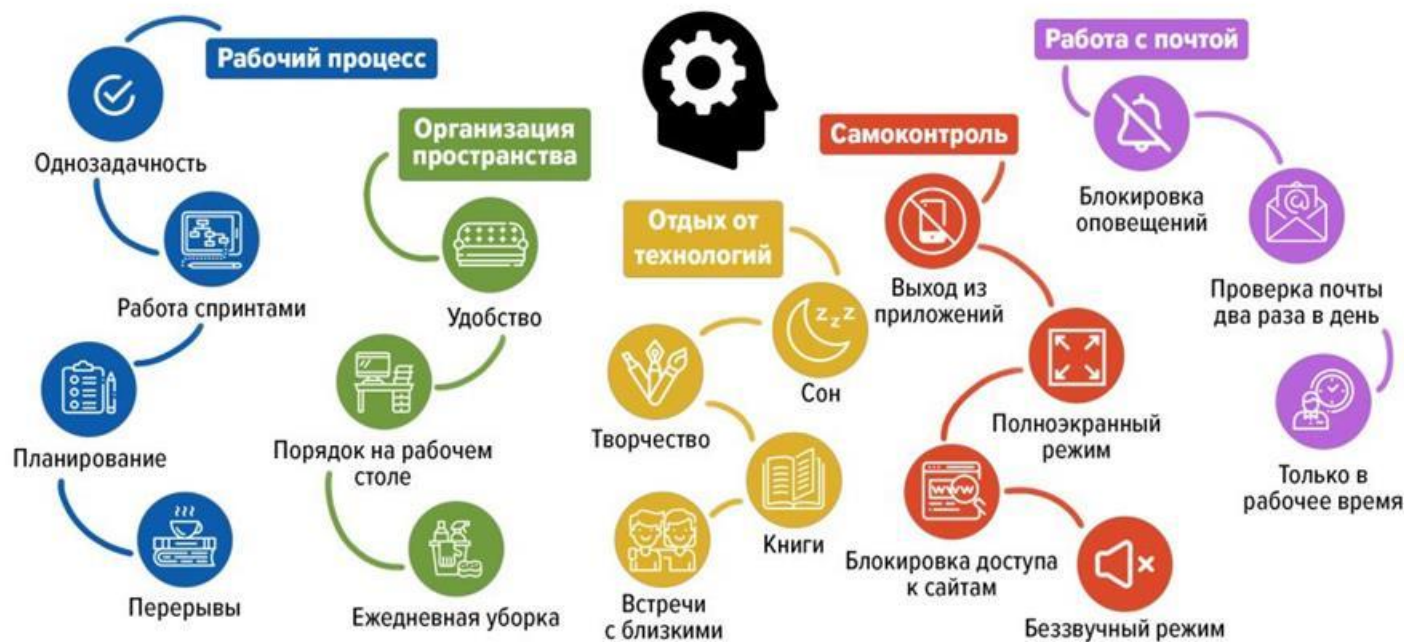 Рабочий процесс
Однозадачность
Работа спринтами
Планирование
Перерывы
Организация
пространства
Удобство
Порядок на рабочем
столе
Ежедневная уборка
Отдых от
технологий
zzz
Сон
Творчество
Книги
Встречи
с близкими
Самоконтроль
Выход из
приложений
Полноэкранный
режим
www
Блокировка доступа
к сайтам
Беззвучный режим
Работа с почтой
Блокировка
оповещений
@
Проверка почты
два раза в день
Только в
рабочее время